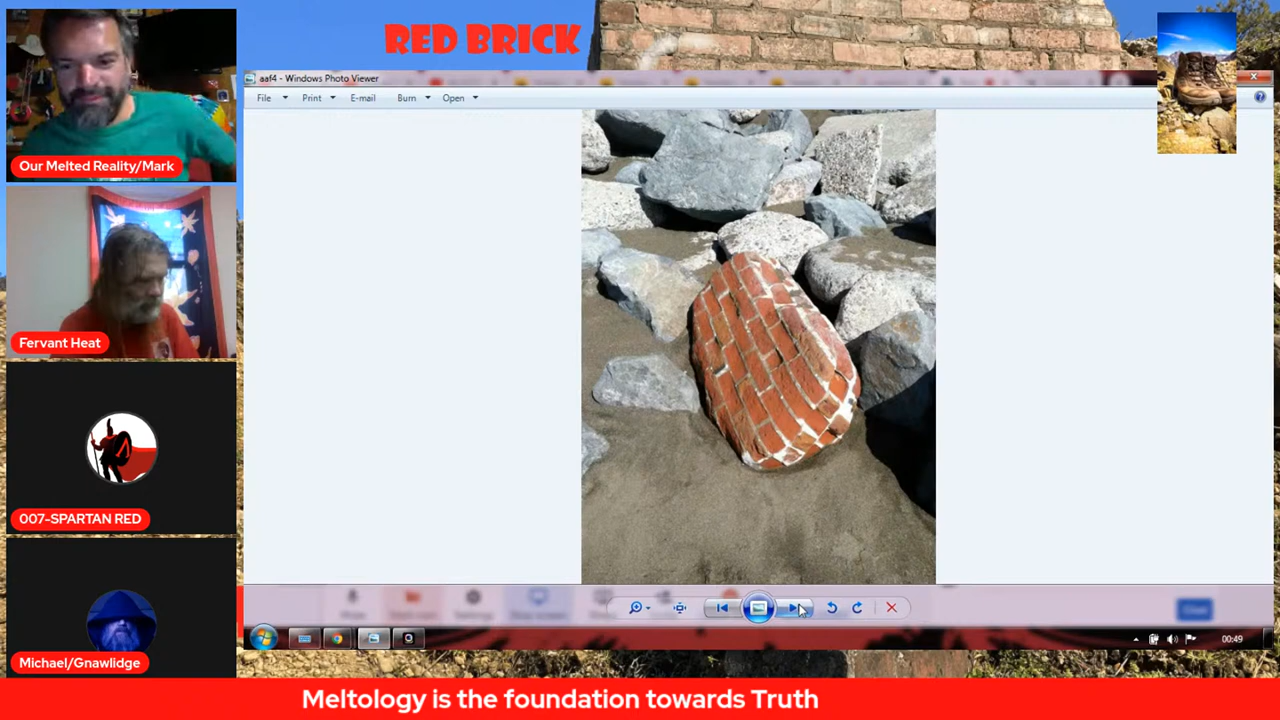 RED BRICK
aaf4 - Windows Photo Viewer
File Print E-mail Burn Open
Our Melted Reality/Mark
Fervant Heat
007-SPARTAN RED
Michael/Gnawlidge
00:49
Meltology is the foundation towards Truth